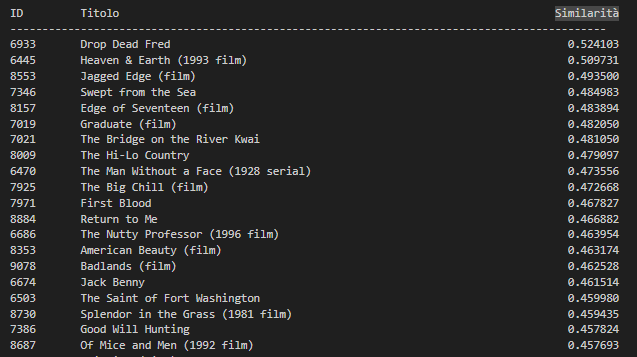 ID Titolo Similarità
--------------------------------------------------------------------------------------------
6933 Drop Dead Fred 0.524103
6445 Heaven & Earth (1993 film) 0.509731
8553 Jagged Edge (film) 0.493500
7346 Swept from the Sea 0.484983
8157 Edge of Seventeen (film) 0.483894
7019 Graduate (film) 0.482050
7021 The Bridge on the River Kwai 0.481050
8009 The Hi-Lo Country 0.479097
6470 The Man Without a Face (1928 serial) 0.473556
7925 The Big Chill (film) 0.472668
7971 First Blood 0.467827
8884 Return to Me 0.466882
6686 The Nutty Professor (1996 film) 0.463954
8353 American Beauty (film) 0.463174
9078 Badlands (film) 0.462528
6674 Jack Benny 0.461514
6503 The Saint of Fort Washington 0.459980
8730 Splendor in the Grass (1981 film) 0.459435
7386 Good Will Hunting 0.457824
8687 Of Mice and Men (1992 film) 0.457693